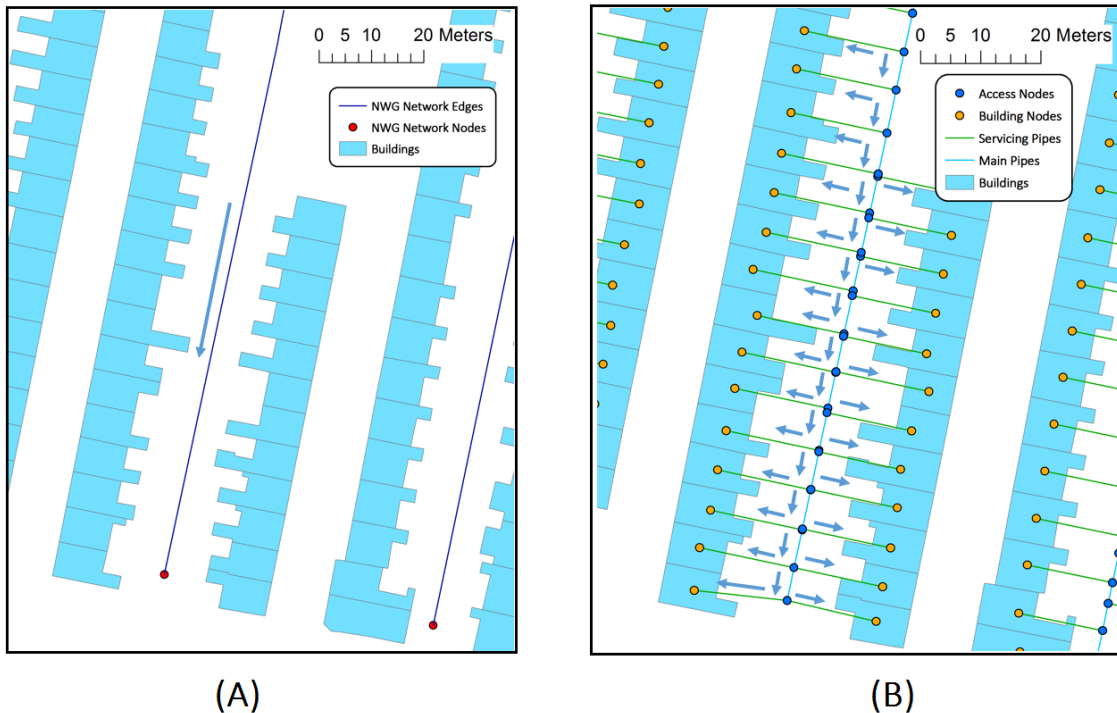 0 5 10 20 Meters
NWG Network Edges
NWG Network Nodes
Buildings
0 5 10 20 Meters
Access Nodes
Building Nodes
Servicing Pipes
Main Pipes
Buildings
(A)
(B)